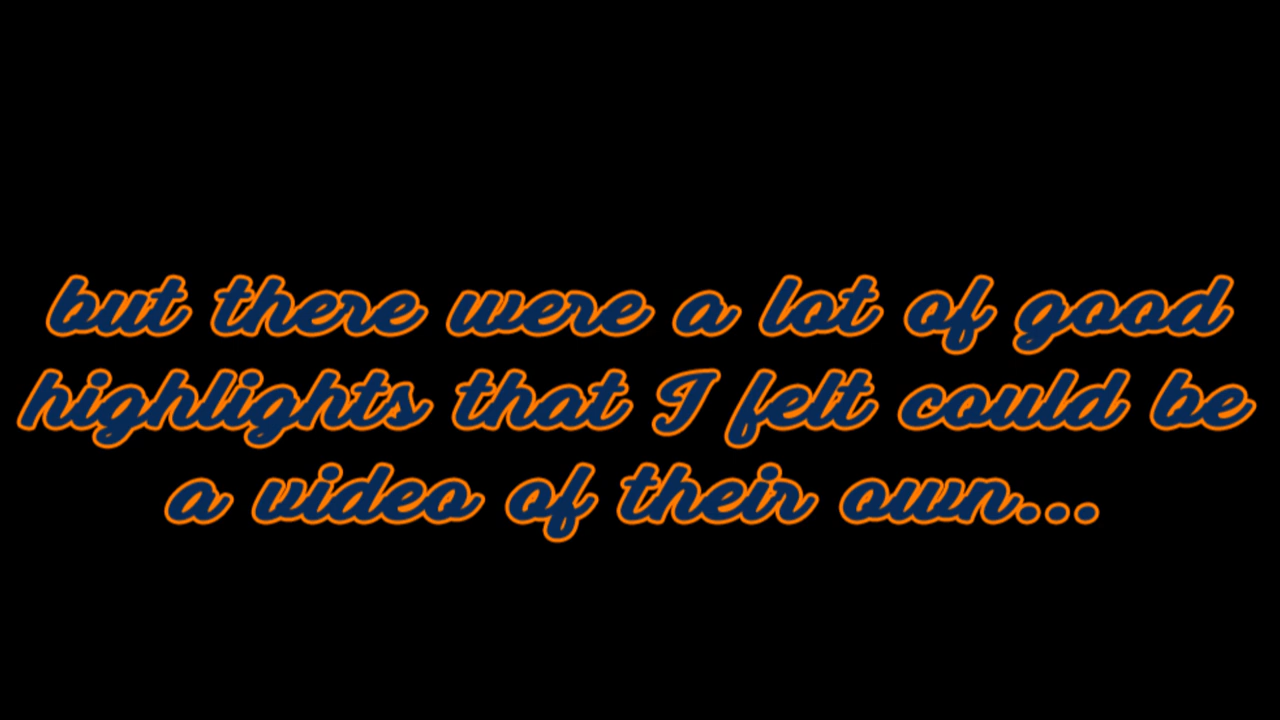 but there were a lot of good
highlights that I felt could be
a video of their own...